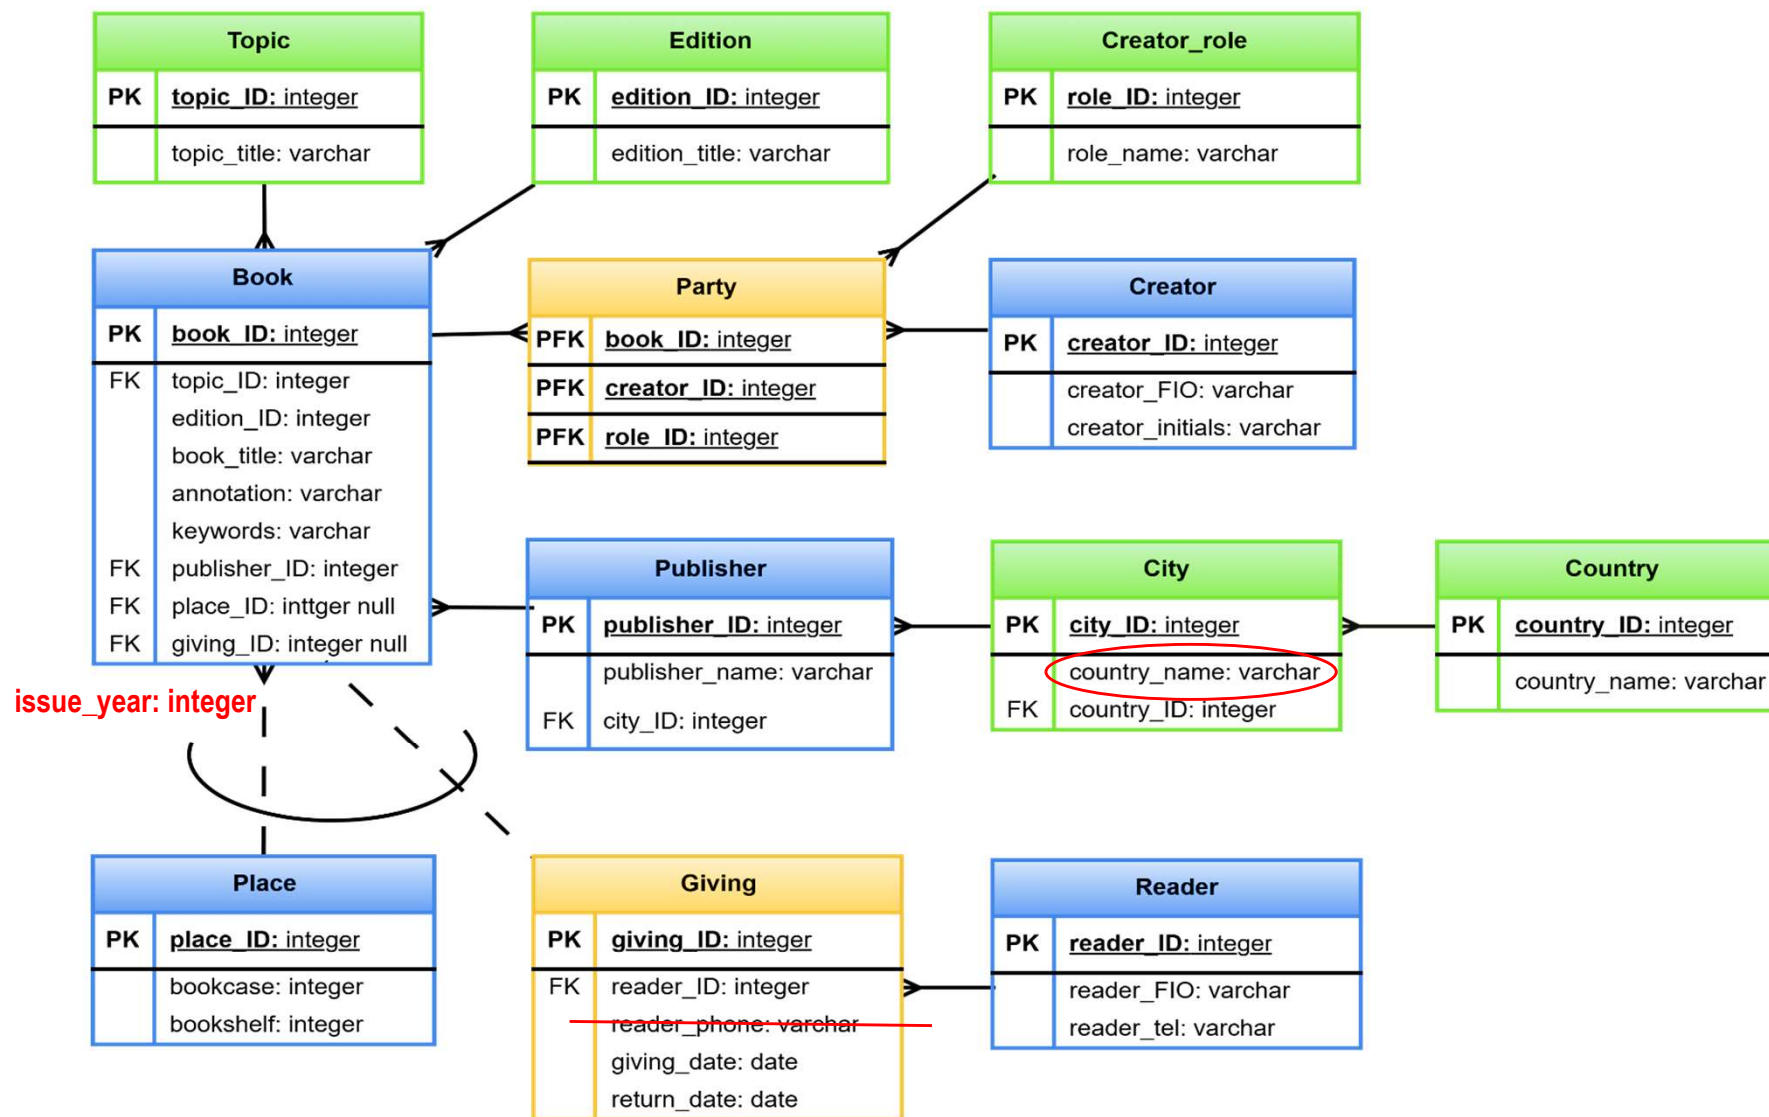 Topic
PK topic_ID: integer
topic_title: varchar
Edition
PK edition_ID: integer
edition_title: varchar
Creator_role
PK role_ID: integer
role_name: varchar
Book
PK book_ID: integer
FK topic_ID: integer
edition_ID: integer
book_title: varchar
annotation: varchar
keywords: varchar
FK publisher_ID: integer
FK place_ID: inttger null
FK giving_ID: integer null
issue_year: integer
Party
PFK book_ID: integer
PFK creator_ID: integer
PFK role_ID: integer
Creator
PK creator_ID: integer
creator_FIO: varchar
creator_initials: varchar
Publisher
PK publisher_ID: integer
publisher_name: varchar
FK city_ID: integer
City
PK city_ID: integer
country_name: varchar
FK country_ID: integer
Country
PK country_ID: integer
country_name: varchar
Place
PK place_ID: integer
bookcase: integer
bookshelf: integer
Giving
PK giving_ID: integer
FK reader_ID: integer
reader_phone: varchar
giving_date: date
return_date: date
Reader
PK reader_ID: integer
reader_FIO: varchar
reader_tel: varchar